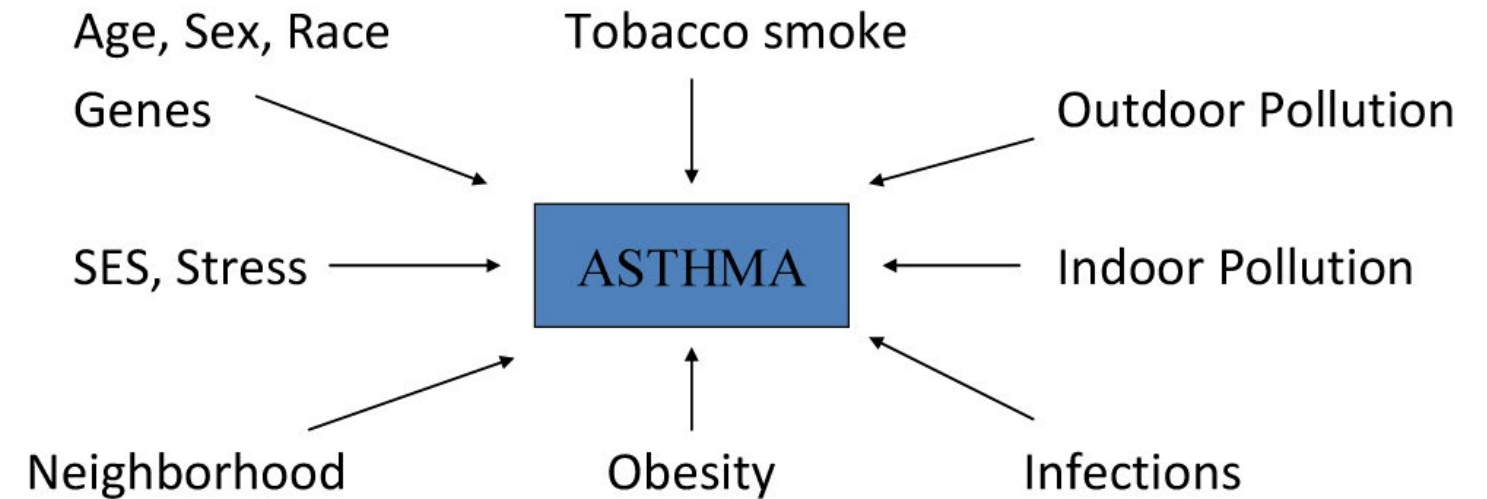 Age, Sex, Race
Genes
Tobacco smoke
Outdoor Pollution
SES, Stress
ASTHMA
Indoor Pollution
Neighborhood
Obesity
Infections